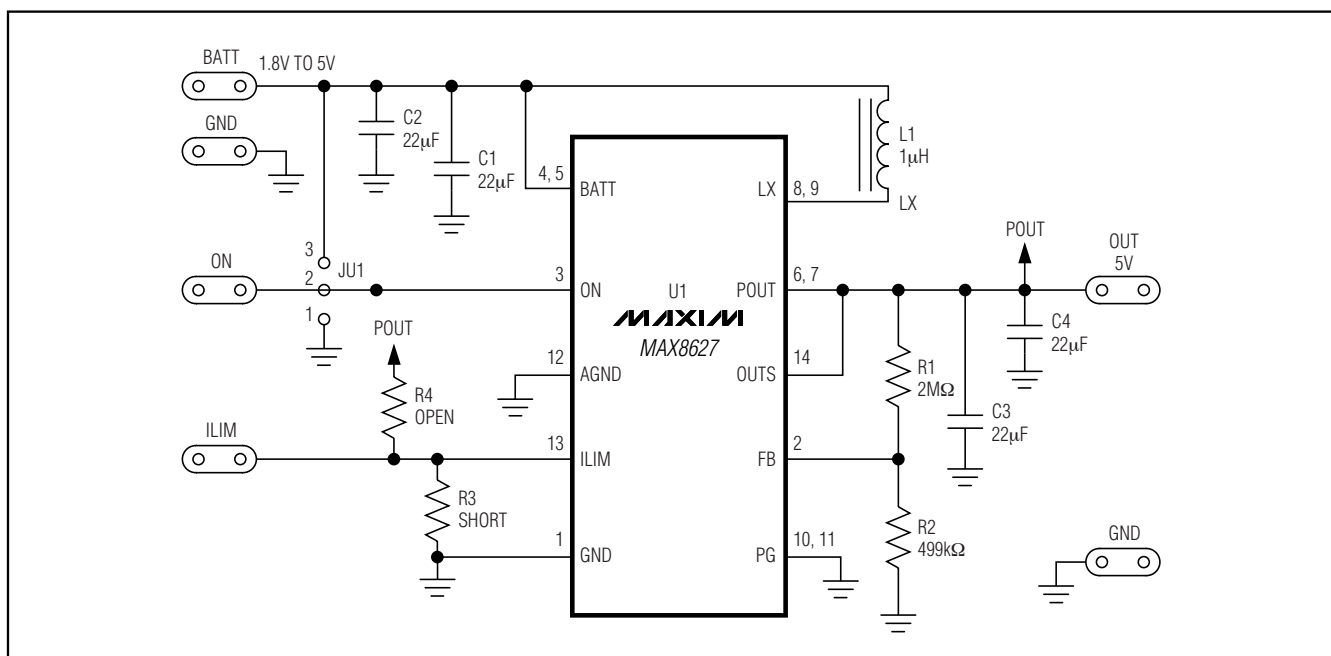 BATT
1.8V TO 5V
GND
C2
22µF
C1
22µF
L1
1µH
LX
4, 5
BATT
LX
8, 9
3
2
JU1
1
ON
3
ON
U1
MAXIM
MAX8627
POUT
6, 7
POUT
OUT
5V
C4
22µF
POUT
R4
OPEN
12
AGND
OUTS
14
R1
2MΩ
C3
22µF
ILIM
13
ILIM
FB
2
R3
SHORT
R2
499kΩ
1
GND
PG
10, 11
GND